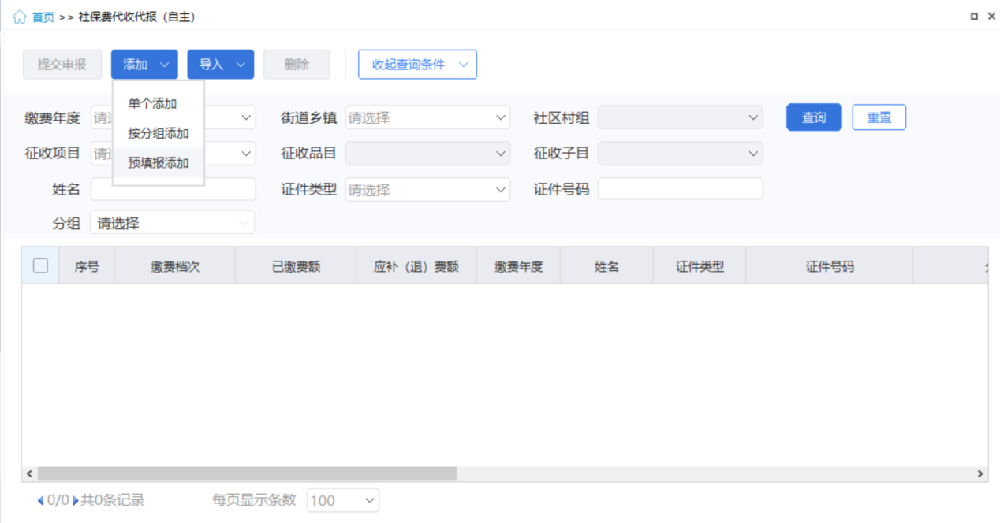 首页 >> 社保费代收代报（自主）
提交申报 添加 导入 删除 收起查询条件
单个添加
按分组添加
预填报添加
缴费年度 请 街道乡镇 请选择 社区村组 查询 重置
征收项目 请 征收品目 征收子目
姓名 证件类型 请选择 证件号码
分组 请选择
序号 缴费档次 已缴费额 应补（退）费额 缴费年度 姓名 证件类型 证件号码
0/0 共0条记录 每页显示条数 100